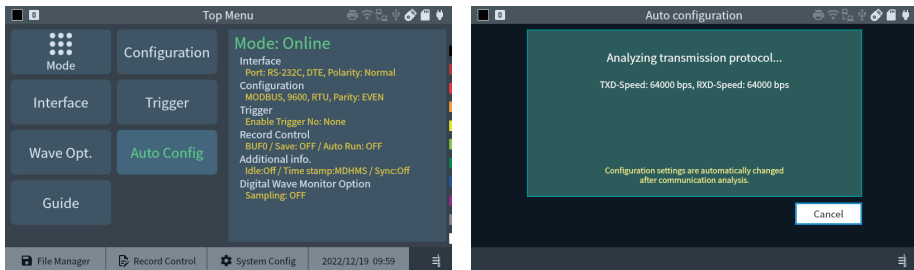 0
Top Menu
Mode
Configuration
Interface
Trigger
Wave Opt.
Auto Config
Guide
Mode: Online
Interface
Port: RS-232C, DTE, Polarity: Normal
Configuration
MODBUS, 9600, RTU, Parity: EVEN
Trigger
Enable Trigger No: None
Record Control
BUF0 / Save: OFF / Auto Run: OFF
Additional info.
Idle:Off / Time stamp:MDHMS / Sync:Off
Digital Wave Monitor Option
Sampling: OFF
File Manager
Record Control
System Config
2022/12/19 09:59
0
Auto configuration
Analyzing transmission protocol...
TXD-Speed: 64000 bps, RXD-Speed: 64000 bps
Configuration settings are automatically changed
after communication analysis.
Cancel